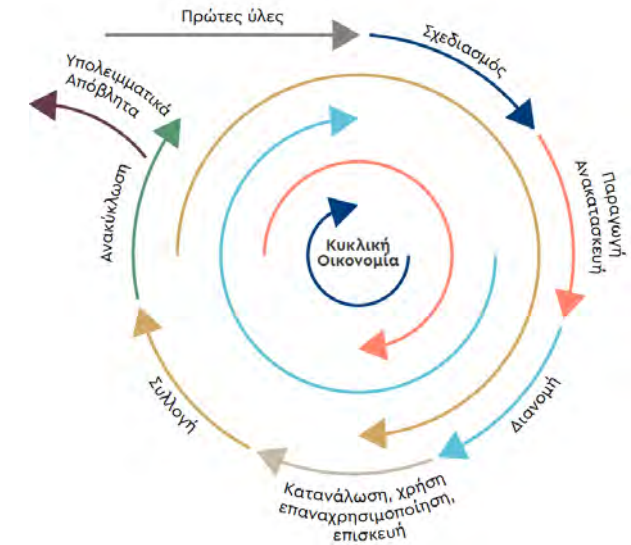 Πρώτες ύλες
Σχεδιασμός
Παραγωγή
Ανακατασκευή
Διανομή
Κατανάλωση, χρήση
επαναχρησιμοποίηση,
επισκευή
Συλλογή
Ανακύκλωση
Υπολειμματικά
Απόβλητα
Κυκλική
Οικονομία